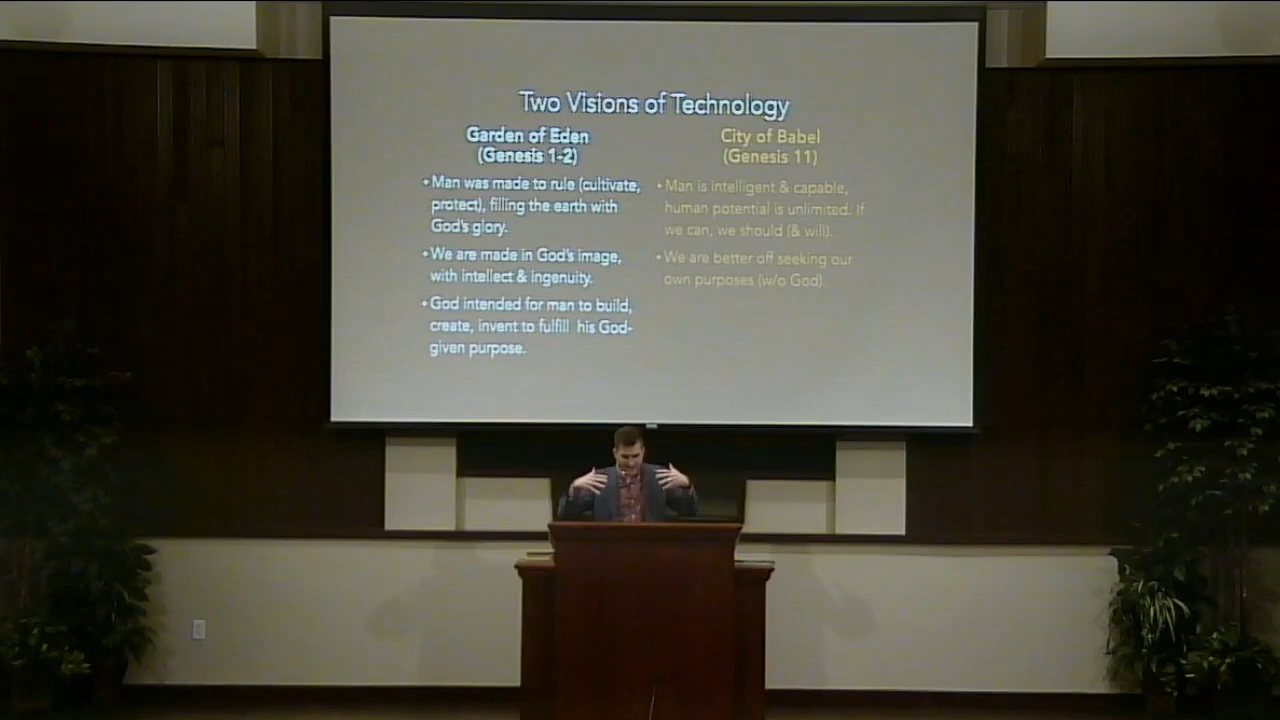 Two Visions of Technology
Garden of Eden
(Genesis 1-2)
• Man was made to rule (cultivate,
protect), filling the earth with
God's glory.
• We are made in God's image,
with intellect & ingenuity.
• God intended for man to build,
create, invent to fulfill his God-
given purpose.
City of Babel
(Genesis 11)
• Man is intelligent & capable,
human potential is unlimited. If
we can, we should (& will).
• We are better off seeking our
own purposes (w/o God)